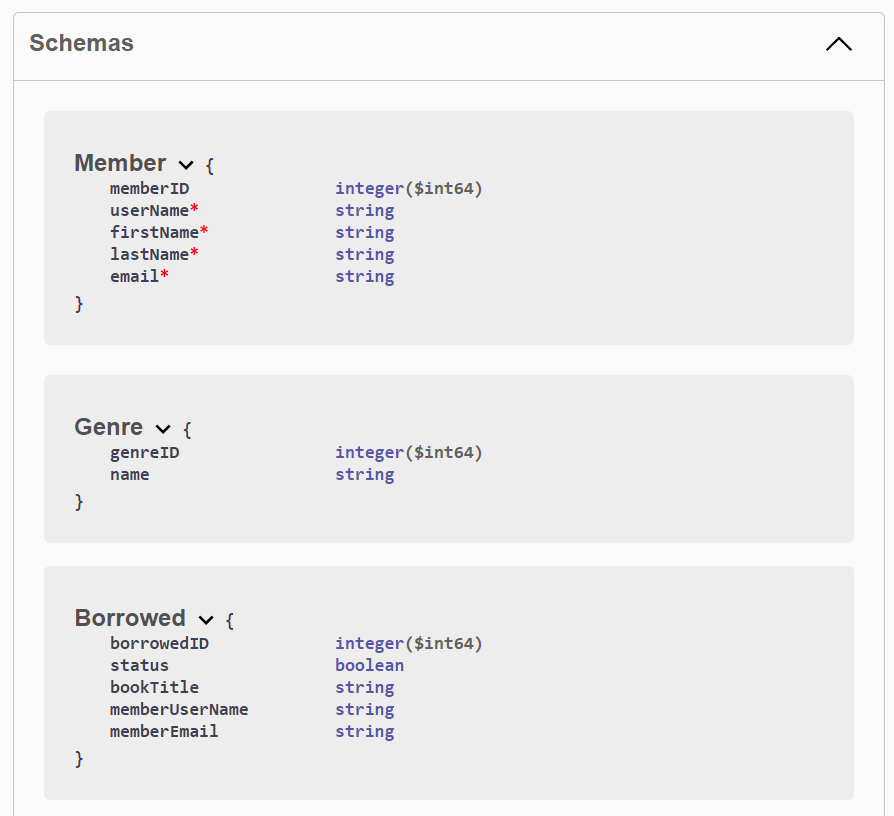 Schemas
Member {
memberID integer($int64)
userName* string
firstName* string
lastName* string
email* string
}
Genre {
genreID integer($int64)
name string
}
Borrowed {
borrowedID integer($int64)
status boolean
bookTitle string
memberUserName string
memberEmail string
}